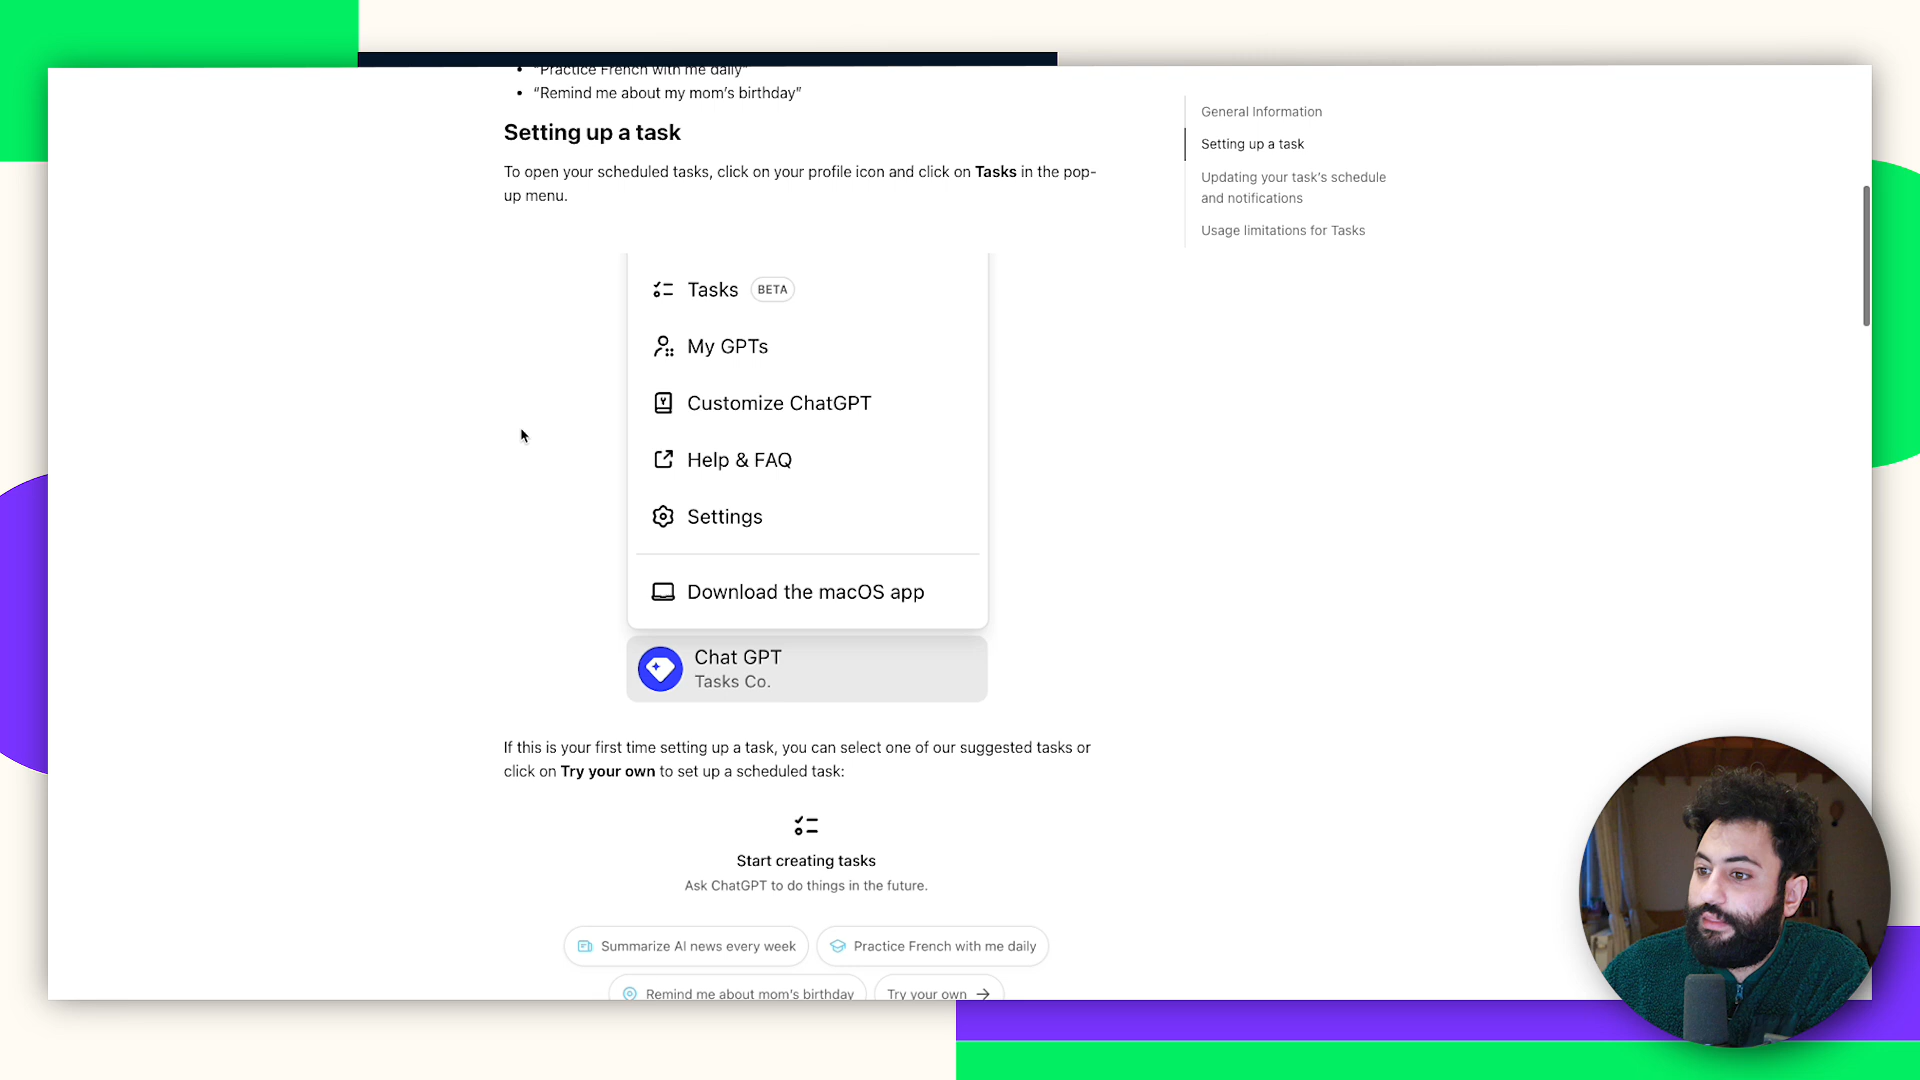 • “Practice French with me daily”
• “Remind me about my mom’s birthday”
Setting up a task
To open your scheduled tasks, click on your profile icon and click on Tasks in the pop-
up menu.
Tasks BETA
My GPTs
Customize ChatGPT
Help & FAQ
Settings
Download the macOS app
Chat GPT
Tasks Co.
If this is your first time setting up a task, you can select one of our suggested tasks or
click on Try your own to set up a scheduled task:
Start creating tasks
Ask ChatGPT to do things in the future.
Summarize AI news every week
Practice French with me daily
Remind me about mom's birthday
Try your own →
General Information
Setting up a task
Updating your task’s schedule
and notifications
Usage limitations for Tasks